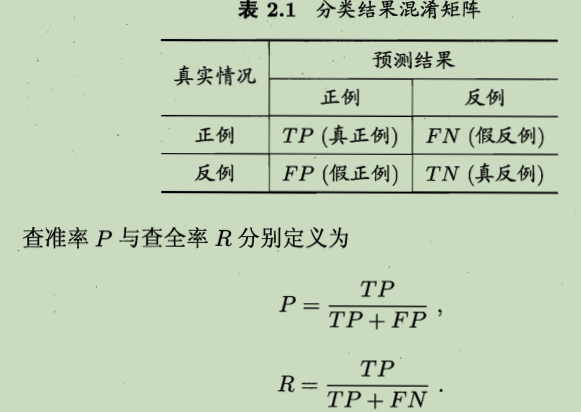 表 2.1 分类结果混淆矩阵
真实情况 预测结果
正例 反例
正例 TP (真正例) FN (假反例)
反例 FP (假正例) TN (真反例)
查准率 P 与查全率 R 分别定义为
P = TP / (TP + FP) ,
R = TP / (TP + FN) .